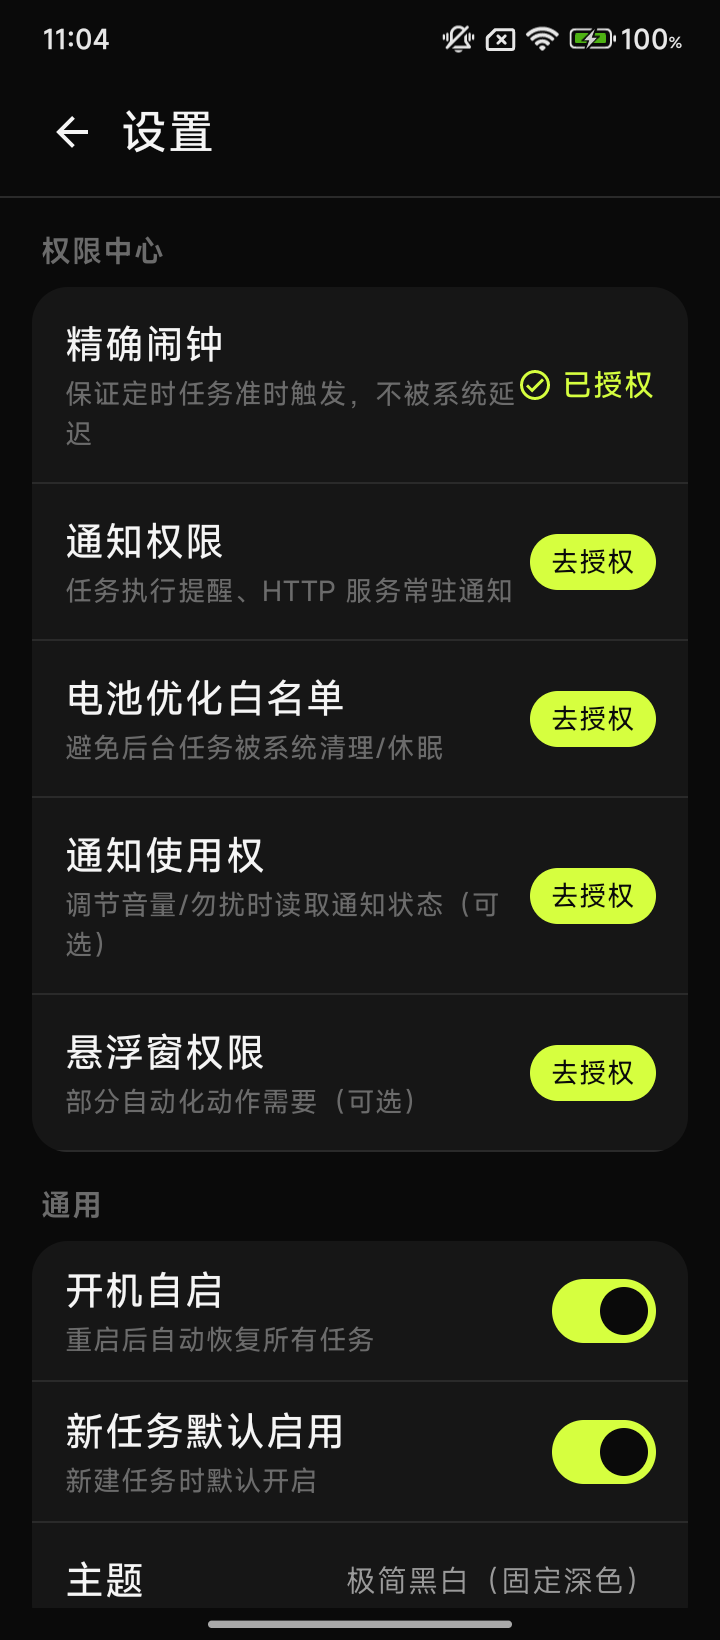 11:04
100%
设置
权限中心
精确闹钟
保证定时任务准时触发，不被系统延
迟
已授权
通知权限
任务执行提醒、HTTP 服务常驻通知
去授权
电池优化白名单
避免后台任务被系统清理/休眠
去授权
通知使用权
调节音量/勿扰时读取通知状态（可
选）
去授权
悬浮窗权限
部分自动化动作需要（可选）
去授权
通用
开机自启
重启后自动恢复所有任务
新任务默认启用
新建任务时默认开启
主题
极简黑白（固定深色）